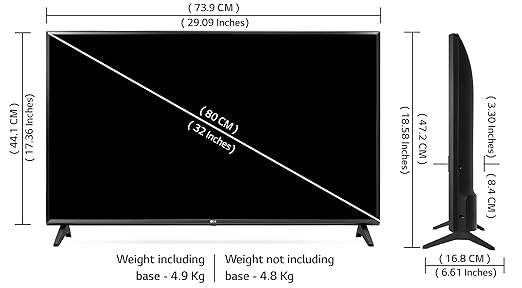 ( 73.9 CM )
( 29.09 Inches)
( 44.1 CM )
( 17.36 Inches)
( 80 CM )
( 32 Inches)
LG
( 47.2 CM )
( 18.58 Inches)
( 3.30 Inches)
( 8.4 CM )
Weight including
base - 4.9 Kg
Weight not including
base - 4.8 Kg
( 16.8 CM )
( 6.61 Inches)